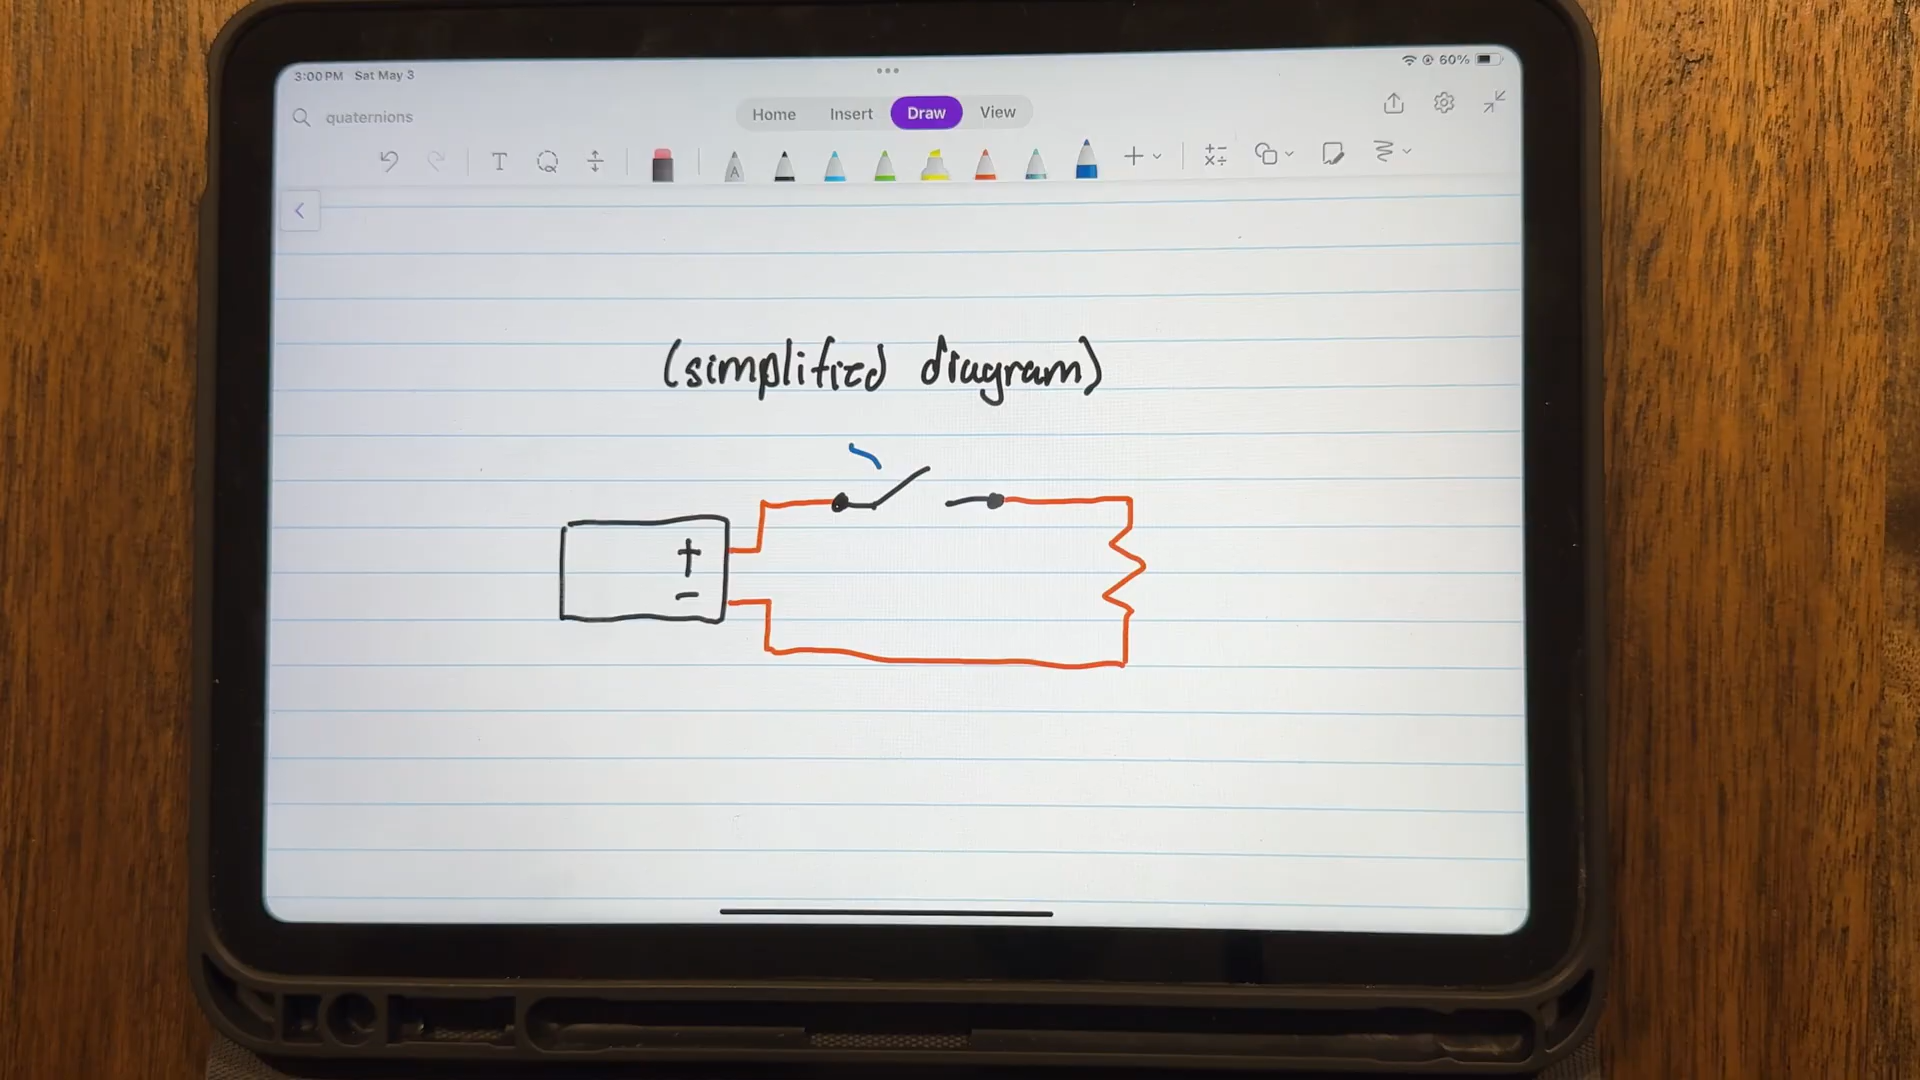 3:00 PM Sat May 3
60%
quaternions
Home Insert Draw View
T
A
(simplified diagram)
+
-